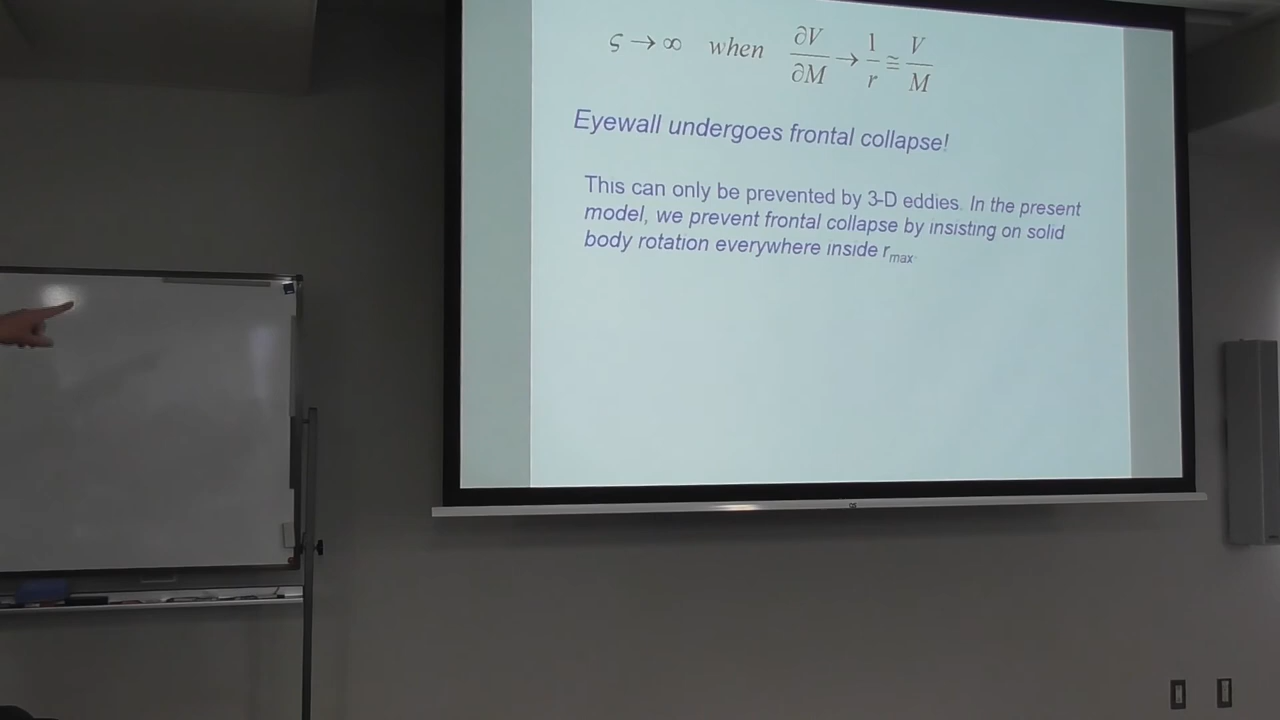 ς → ∞ when ∂V/∂M → 1/r ≅ V/M
Eyewall undergoes frontal collapse!
This can only be prevented by 3-D eddies. In the present
model, we prevent frontal collapse by insisting on solid
body rotation everywhere inside rmax.